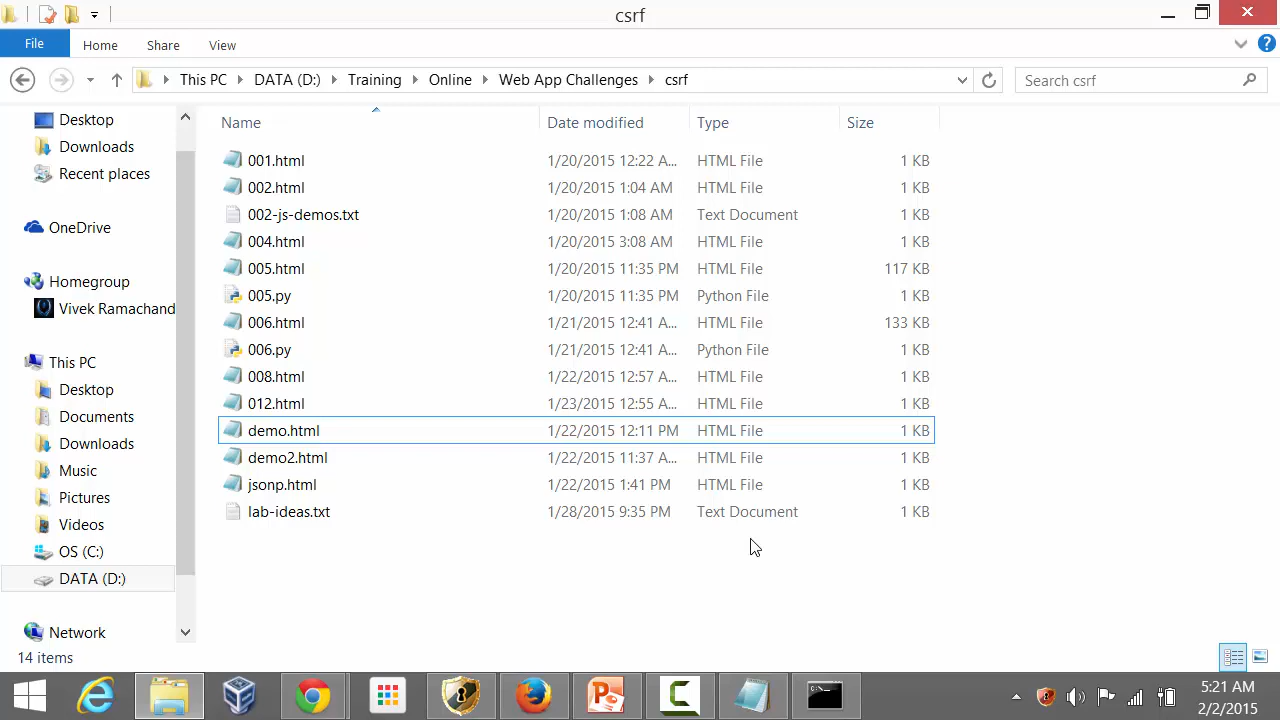 csrf
File Home Share View
This PC DATA (D:) Training Online Web App Challenges csrf Search csrf
Name Date modified Type Size
Desktop
Downloads
Recent places
OneDrive
Homegroup
Vivek Ramachand
This PC
Desktop
Documents
Downloads
Music
Pictures
Videos
OS (C:)
DATA (D:)
Network
001.html 1/20/2015 12:22 A... HTML File 1 KB
002.html 1/20/2015 1:04 AM HTML File 1 KB
002-js-demos.txt 1/20/2015 1:08 AM Text Document 1 KB
004.html 1/20/2015 3:08 AM HTML File 1 KB
005.html 1/20/2015 11:35 PM HTML File 117 KB
005.py 1/20/2015 11:35 PM Python File 1 KB
006.html 1/21/2015 12:41 A... HTML File 133 KB
006.py 1/21/2015 12:41 A... Python File 1 KB
008.html 1/22/2015 12:57 A... HTML File 1 KB
012.html 1/23/2015 12:55 A... HTML File 1 KB
demo.html 1/22/2015 12:11 PM HTML File 1 KB
demo2.html 1/22/2015 11:37 A... HTML File 1 KB
jsonp.html 1/22/2015 1:41 PM HTML File 1 KB
lab-ideas.txt 1/28/2015 9:35 PM Text Document 1 KB
14 items
5:21 AM
2/2/2015